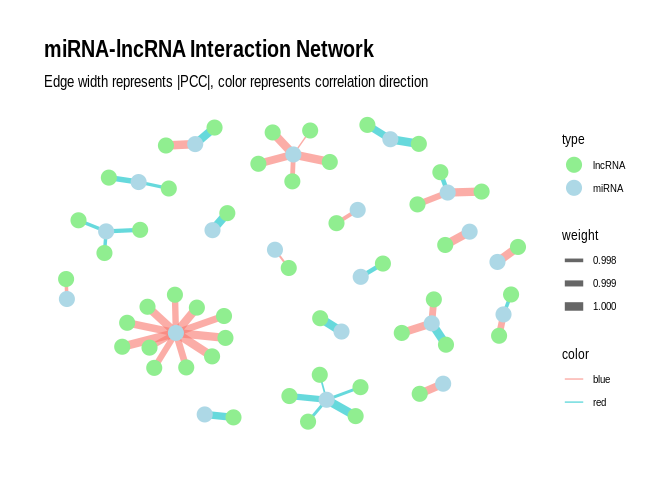 miRNA-lncRNA Interaction Network
Edge width represents |PCC|, color represents correlation direction
type
lncRNA
miRNA
weight
0.998
0.999
1.000
color
blue
red